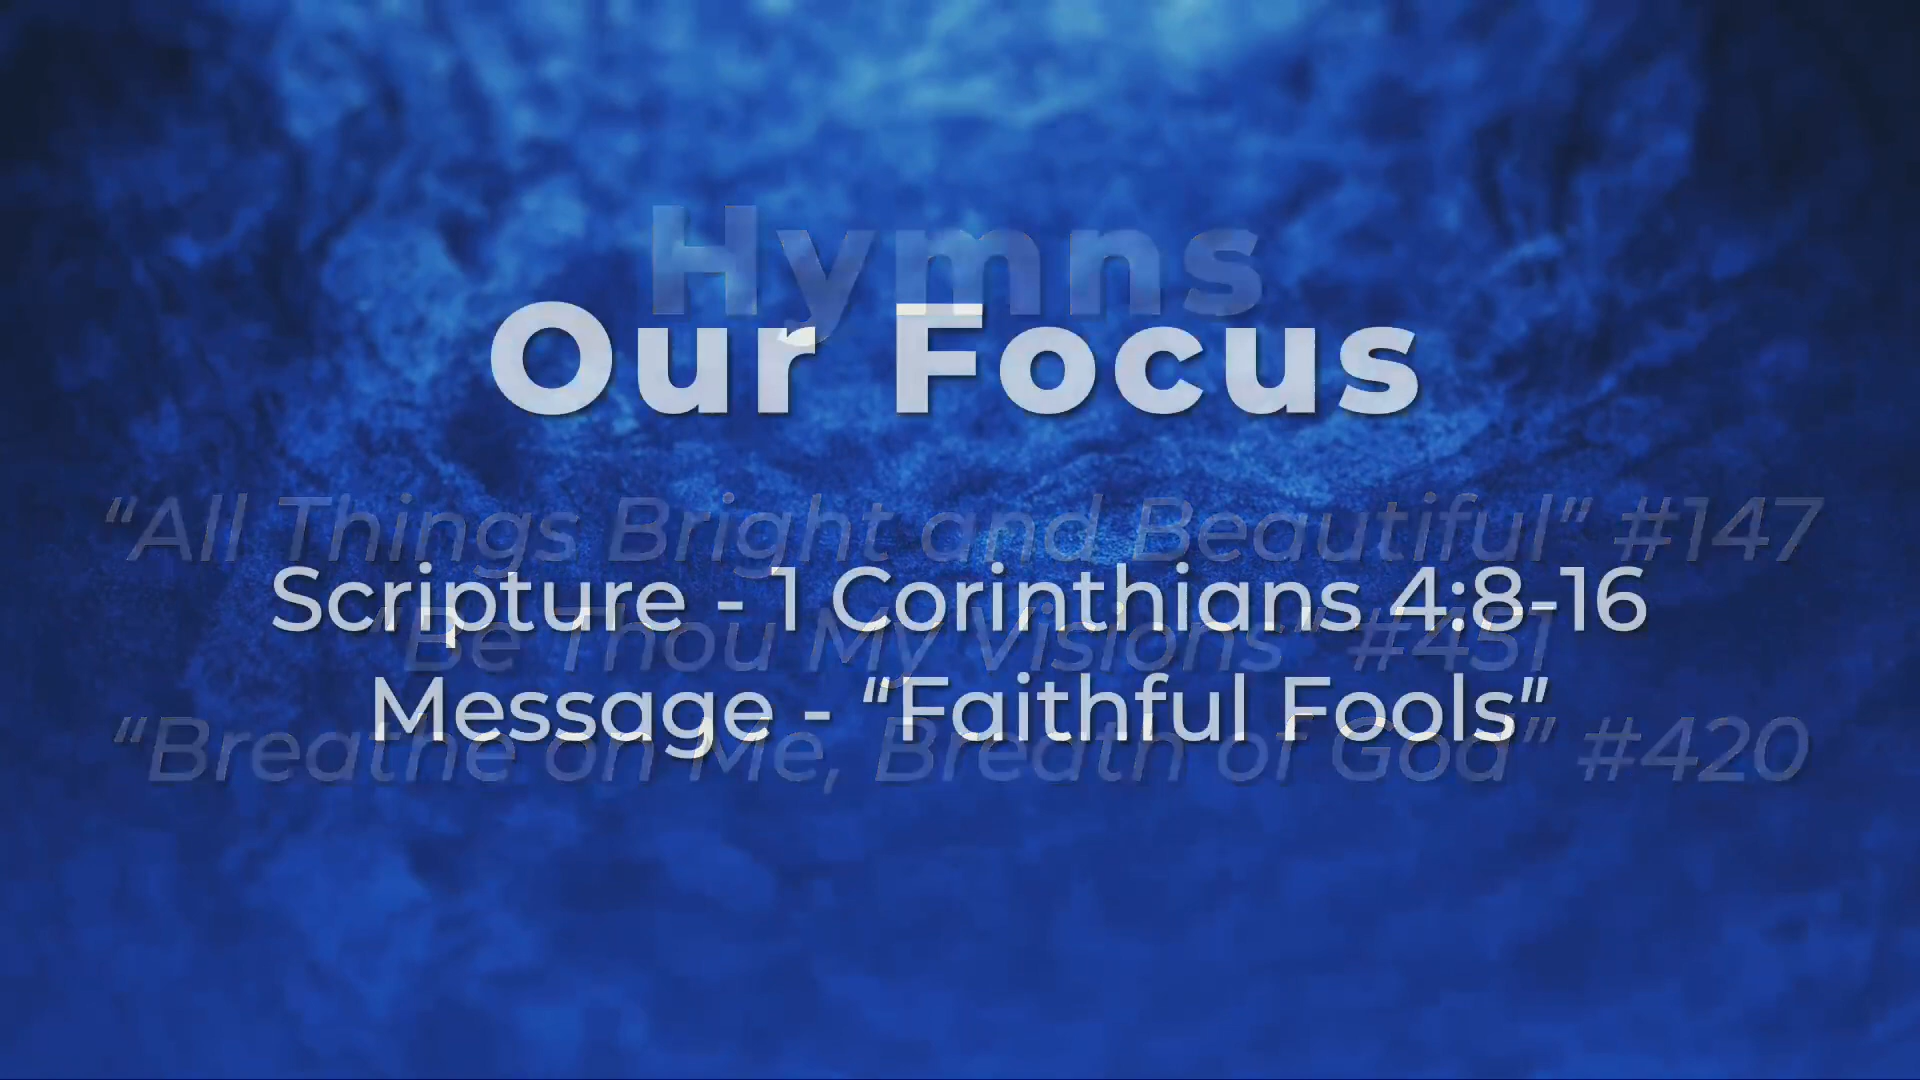 Hymns
Our Focus
“All Things Bright and Beautiful” #147
Scripture - 1 Corinthians 4:8-16
“Be Thou My Visions” #451
Message - “Faithful Fools”
“Breathe on Me, Breath of God” #420